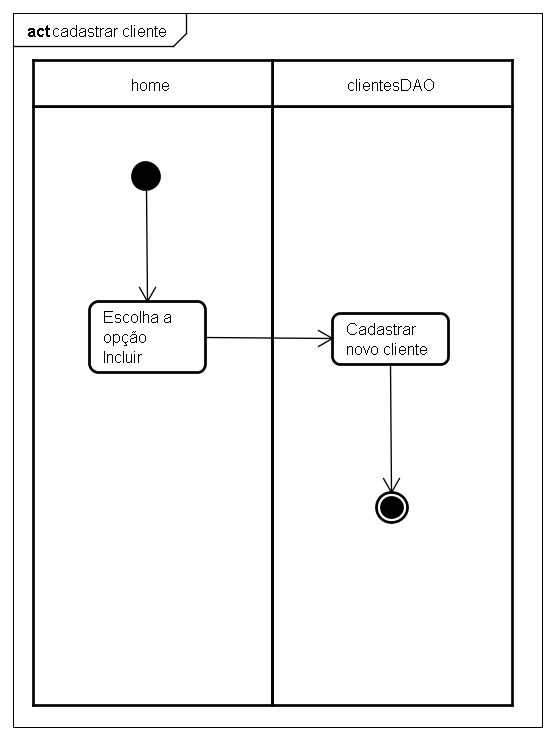 act cadastrar cliente
home
clientesDAO
Escolha a
opção
Incluir
Cadastrar
novo cliente